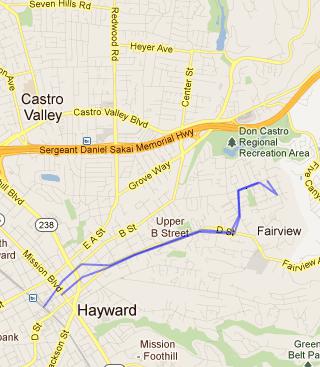 Seven Hills Rd
Redwood Rd
Heyer Ave
Center St
Castro
Valley
Castro Valley Blvd
Sergeant Daniel Sakai Memorial Hwy
Don Castro
Regional
Recreation Area
Grove Way
238
Mission Blvd
E A St
B St
Upper
B Street
D St
Fairview
Fairview A
Five Cany
Hayward
D St
Jackson St
Mission -
Foothill
Green
Belt Pa